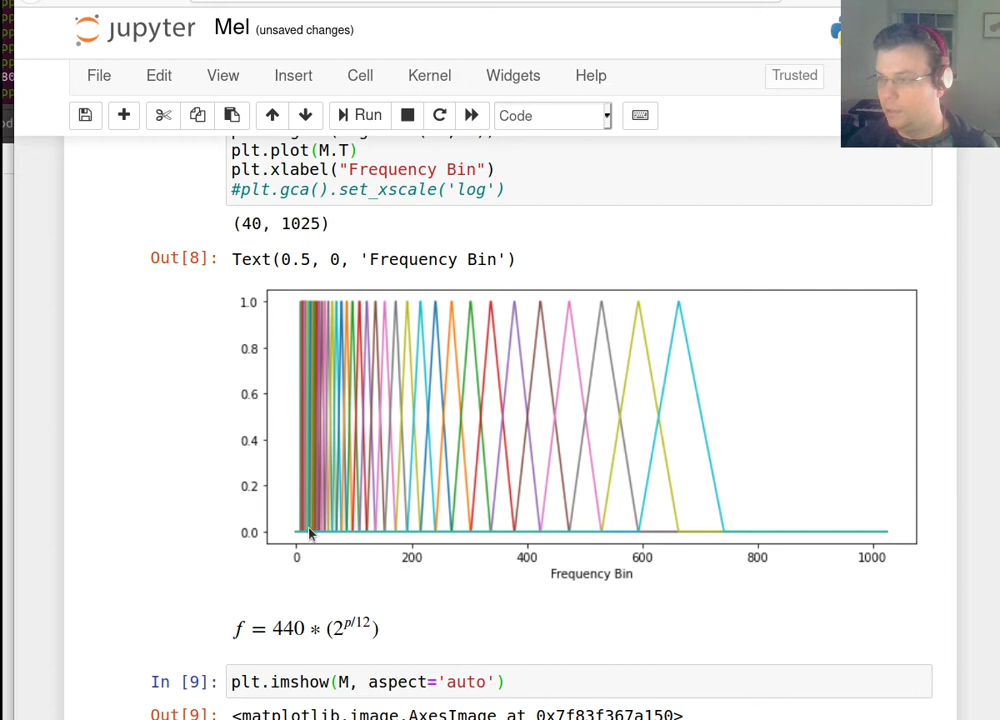 jupyter Mel (unsaved changes)
File Edit View Insert Cell Kernel Widgets Help Trusted
Run Code
plt.plot(M.T)
plt.xlabel("Frequency Bin")
#plt.gca().set_xscale('log')
(40, 1025)
Out[8]: Text(0.5, 0, 'Frequency Bin')
1.0
0.8
0.6
0.4
0.2
0.0
0 200 400 600 800 1000
Frequency Bin
f = 440 ∗ (2^{p/12})
In [9]: plt.imshow(M, aspect='auto')
Out[9]: <matplotlib.image.AxesImage at 0x7f83f367a150>